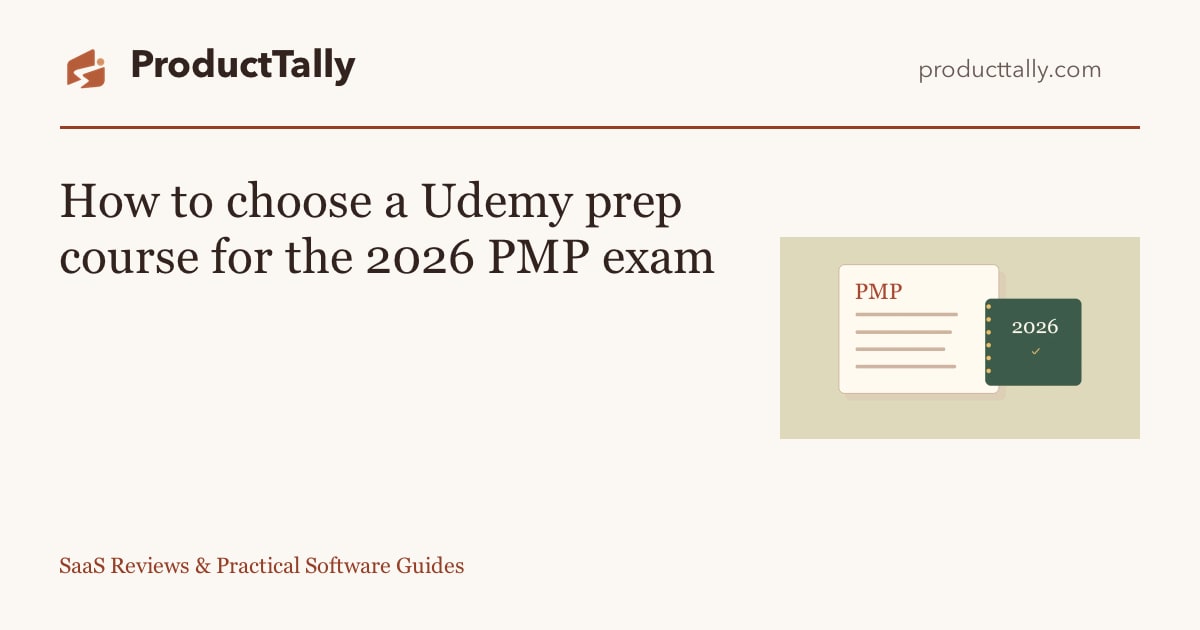 ProductTally
producttally.com
How to choose a Udemy prep
course for the 2026 PMP exam
PMP
2026
SaaS Reviews & Practical Software Guides